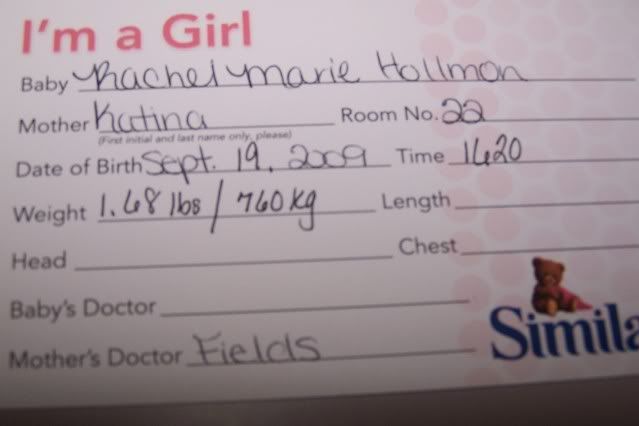 I'm a Girl
Baby Rachel Marie Hollmon
Mother Katina Room No. 22
(First initial and last name only, please)
Date of Birth Sept. 19, 2009 Time 1620
Weight 1.68 lbs / 760 kg Length
Head Chest
Baby's Doctor
Mother's Doctor Fields
Simila